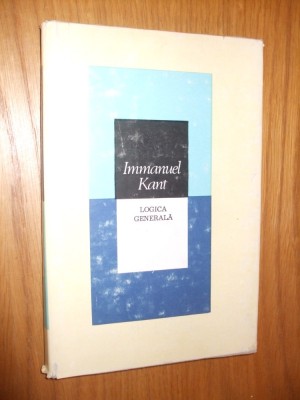 Immanuel
Kant
LOGICA
GENERALĂ